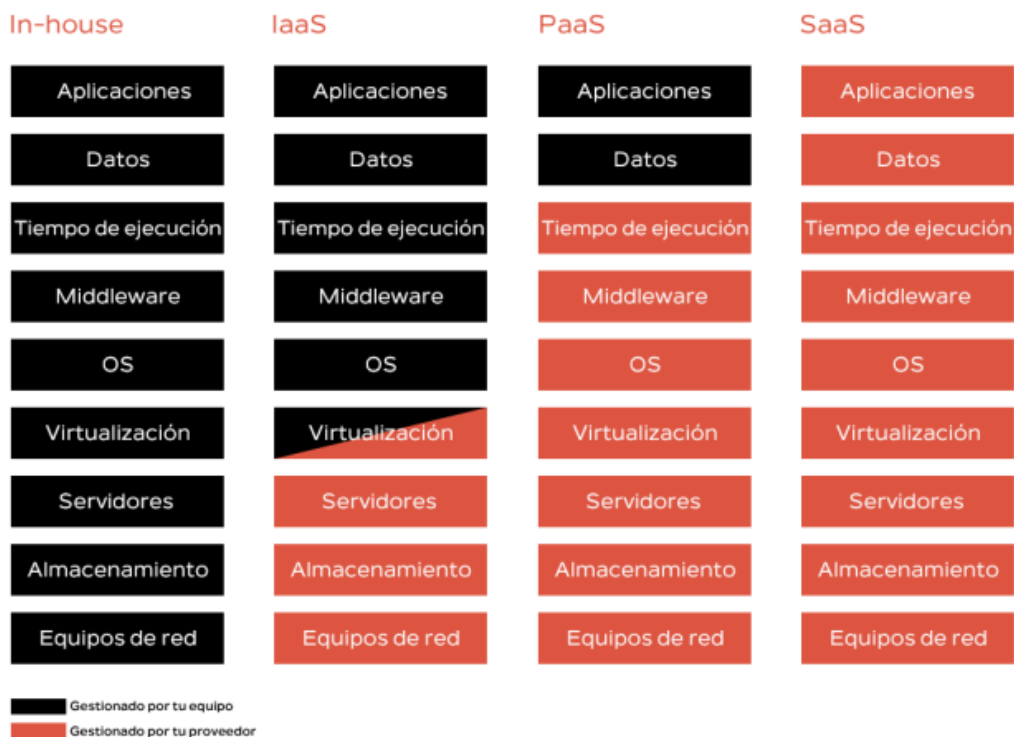 In-house IaaS PaaS SaaS
Aplicaciones Aplicaciones Aplicaciones Aplicaciones
Datos Datos Datos Datos
Tiempo de ejecución Tiempo de ejecución Tiempo de ejecución Tiempo de ejecución
Middleware Middleware Middleware Middleware
OS OS OS OS
Virtualización Virtualización Virtualización Virtualización
Servidores Servidores Servidores Servidores
Almacenamiento Almacenamiento Almacenamiento Almacenamiento
Equipos de red Equipos de red Equipos de red Equipos de red
Gestionado por tu equipo
Gestionado por tu proveedor